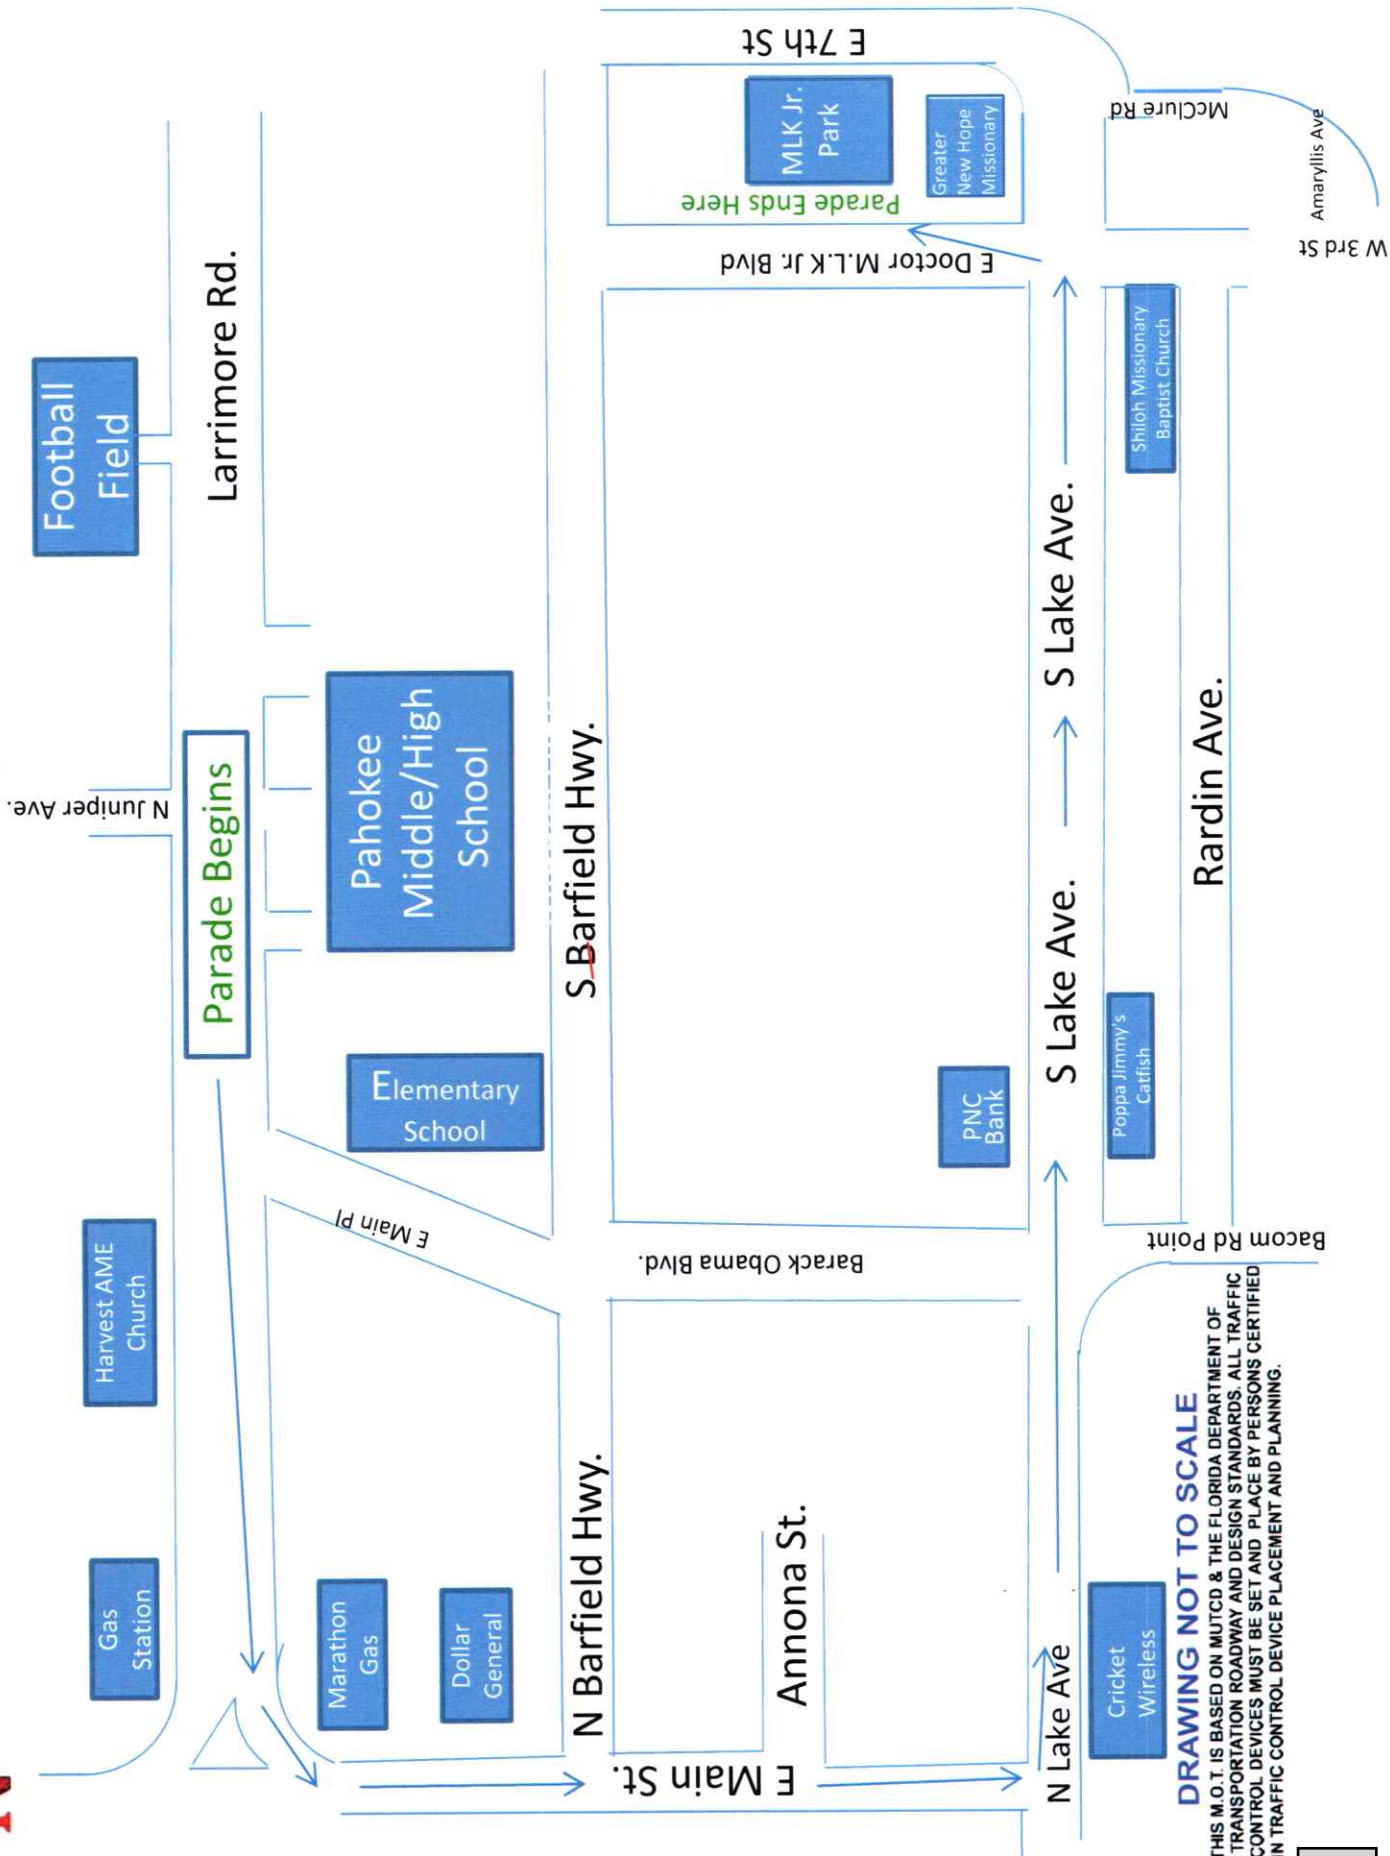 Football
Field
Larrimore Rd.
N Juniper Ave.
Parade Begins
Harvest AME
Church
Gas
Station
Pahokee
Middle/High
School
Elementary
School
E Main Pl
Marathon
Gas
Dollar
General
S Barfield Hwy.
N Barfield Hwy.
E 7th St
MLK Jr.
Park
Greater
New Hope
Missionary
Parade Ends Here
E Doctor M.L.K Jr. Blvd
Barack Obama Blvd.
Annona St.
E Main St.
PNC
Bank
S Lake Ave.
S Lake Ave.
N Lake Ave
Poppa Jimmy's
Catfish
Shiloh Missionary
Baptist Church
Cricket
Wireless
Rardin Ave.
McClure Rd
Amaryllis Ave
W 3rd St
Bacom Rd Point
DRAWING NOT TO SCALE
THIS M.O.T. IS BASED ON MUTCD & THE FLORIDA DEPARTMENT OF
TRANSPORTATION ROADWAY AND DESIGN STANDARDS. ALL TRAFFIC
CONTROL DEVICES MUST BE SET AND PLACE BY PERSONS CERTIFIED
IN TRAFFIC CONTROL DEVICE PLACEMENT AND PLANNING.